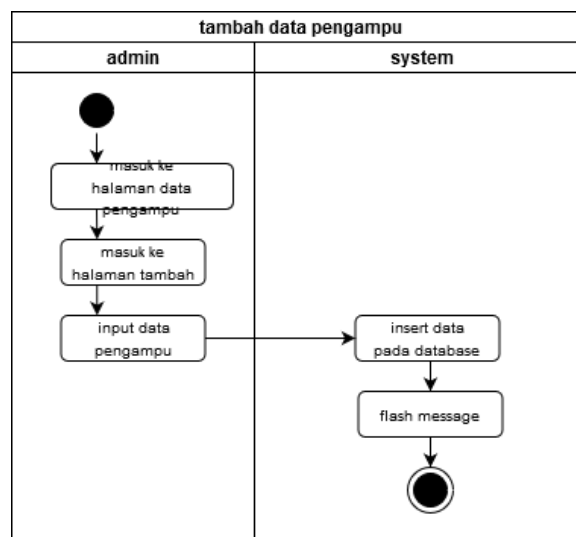 tambah data pengampu
admin
system
masuk ke
halaman data
pengampu
masuk ke
halaman tambah
input data
pengampu
insert data
pada database
flash message